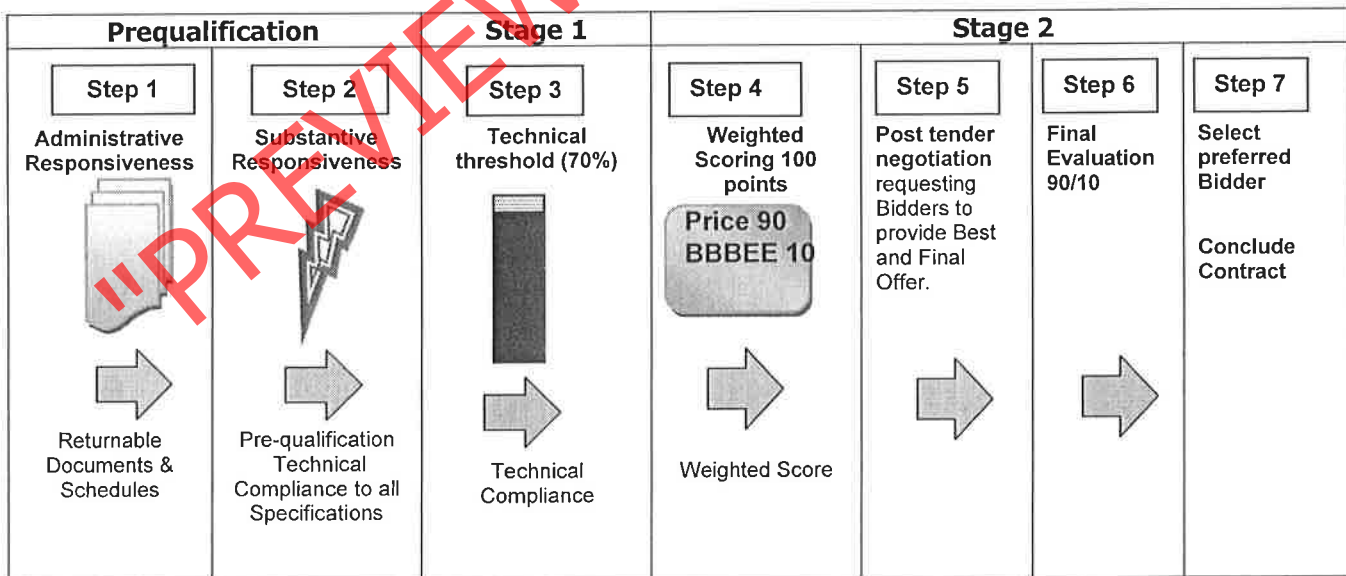 Prequalification
Stage 1
Stage 2
Step 1
Administrative
Responsiveness
Returnable
Documents &
Schedules
Step 2
Substantive
Responsiveness
Pre-qualification
Technical
Compliance to all
Specifications
Step 3
Technical
threshold (70%)
Technical
Compliance
Step 4
Weighted
Scoring 100
points
Price 90
BBBEE 10
Weighted Score
Step 5
Post tender
negotiation
requesting
Bidders to
provide Best
and Final
Offer.
Step 6
Final
Evaluation
90/10
Step 7
Select
preferred
Bidder
Conclude
Contract
"PREVIEW